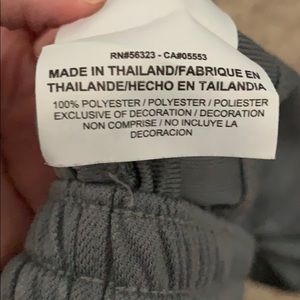 RN#56323 - CA#05553
MADE IN THAILAND/FABRIQUE EN
THAILANDE/HECHO EN TAILANDIA
100% POLYESTER / POLYESTER / POLIESTER
EXCLUSIVE OF DECORATION / DECORATION
NON COMPRISE / NO INCLUYE LA
DECORACION